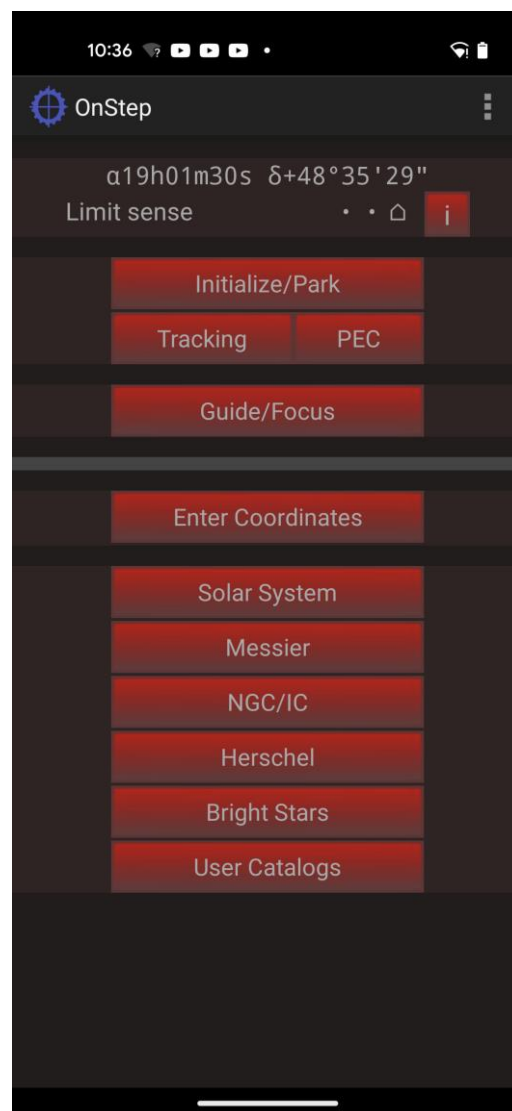 10:36
OnStep
α19h01m30s δ+48°35'29"
Limit sense i
Initialize/Park
Tracking PEC
Guide/Focus
Enter Coordinates
Solar System
Messier
NGC/IC
Herschel
Bright Stars
User Catalogs